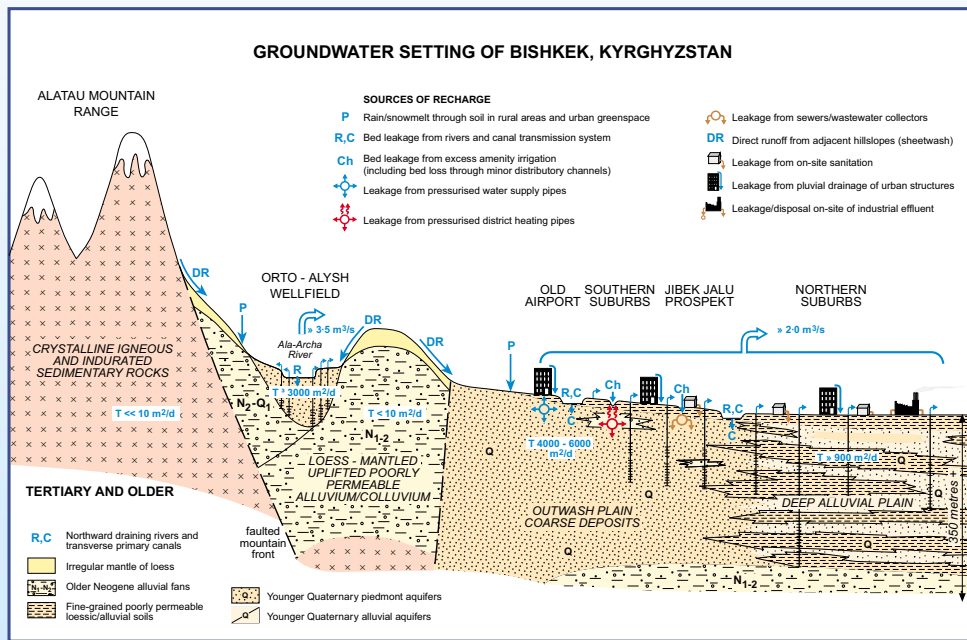 GROUNDWATER SETTING OF BISHKEK, KYRGHYZSTAN
ALATAU MOUNTAIN
RANGE
SOURCES OF RECHARGE
P Rain/snowmelt through soil in rural areas and urban greenspace
R,C Bed leakage from rivers and canal transmission system
Ch Bed leakage from excess amenity irrigation
(including bed loss through minor distributory channels)
Leakage from pressurised water supply pipes
Leakage from pressurised district heating pipes
Leakage from sewers/wastewater collectors
DR Direct runoff from adjacent hillslopes (sheetwash)
Leakage from on-site sanitation
Leakage from pluvial drainage of urban structures
Leakage/disposal on-site of industrial effluent
DR
P
ORTO - ALYSH
WELLFIELD
» 3·5 m³/s
Ala-Archa
River
R
T ³ 3000 m2/d
DR
DR
P
OLD
AIRPORT
SOUTHERN
SUBURBS
JIBEK JALU
PROSPEKT
NORTHERN
SUBURBS
» 2·0 m³/s
R,C
C
Ch
Ch
R,C
C
CRYSTALLINE IGNEOUS
AND INDURATED
SEDIMENTARY ROCKS
T << 10 m2/d
N2-Q1
T < 10 m2/d
N1-2
LOESS - MANTLED
UPLIFTED POORLY
PERMEABLE
ALLUVIUM/COLLUVIUM
T 4000 - 6000
m2/d
Q
Q
Q
Q
OUTWASH PLAIN
COARSE DEPOSITS
Q
T » 900 m2/d
Q
Q
DEEP ALLUVIAL PLAIN
Q
350 metres +
N1-2
faulted
mountain
front
TERTIARY AND OLDER
R,C Northward draining rivers and
transverse primary canals
Irregular mantle of loess
N1-N2 Older Neogene alluvial fans
Fine-grained poorly permeable
loessic/alluvial soils
Q Younger Quaternary piedmont aquifers
Q Younger Quaternary alluvial aquifers